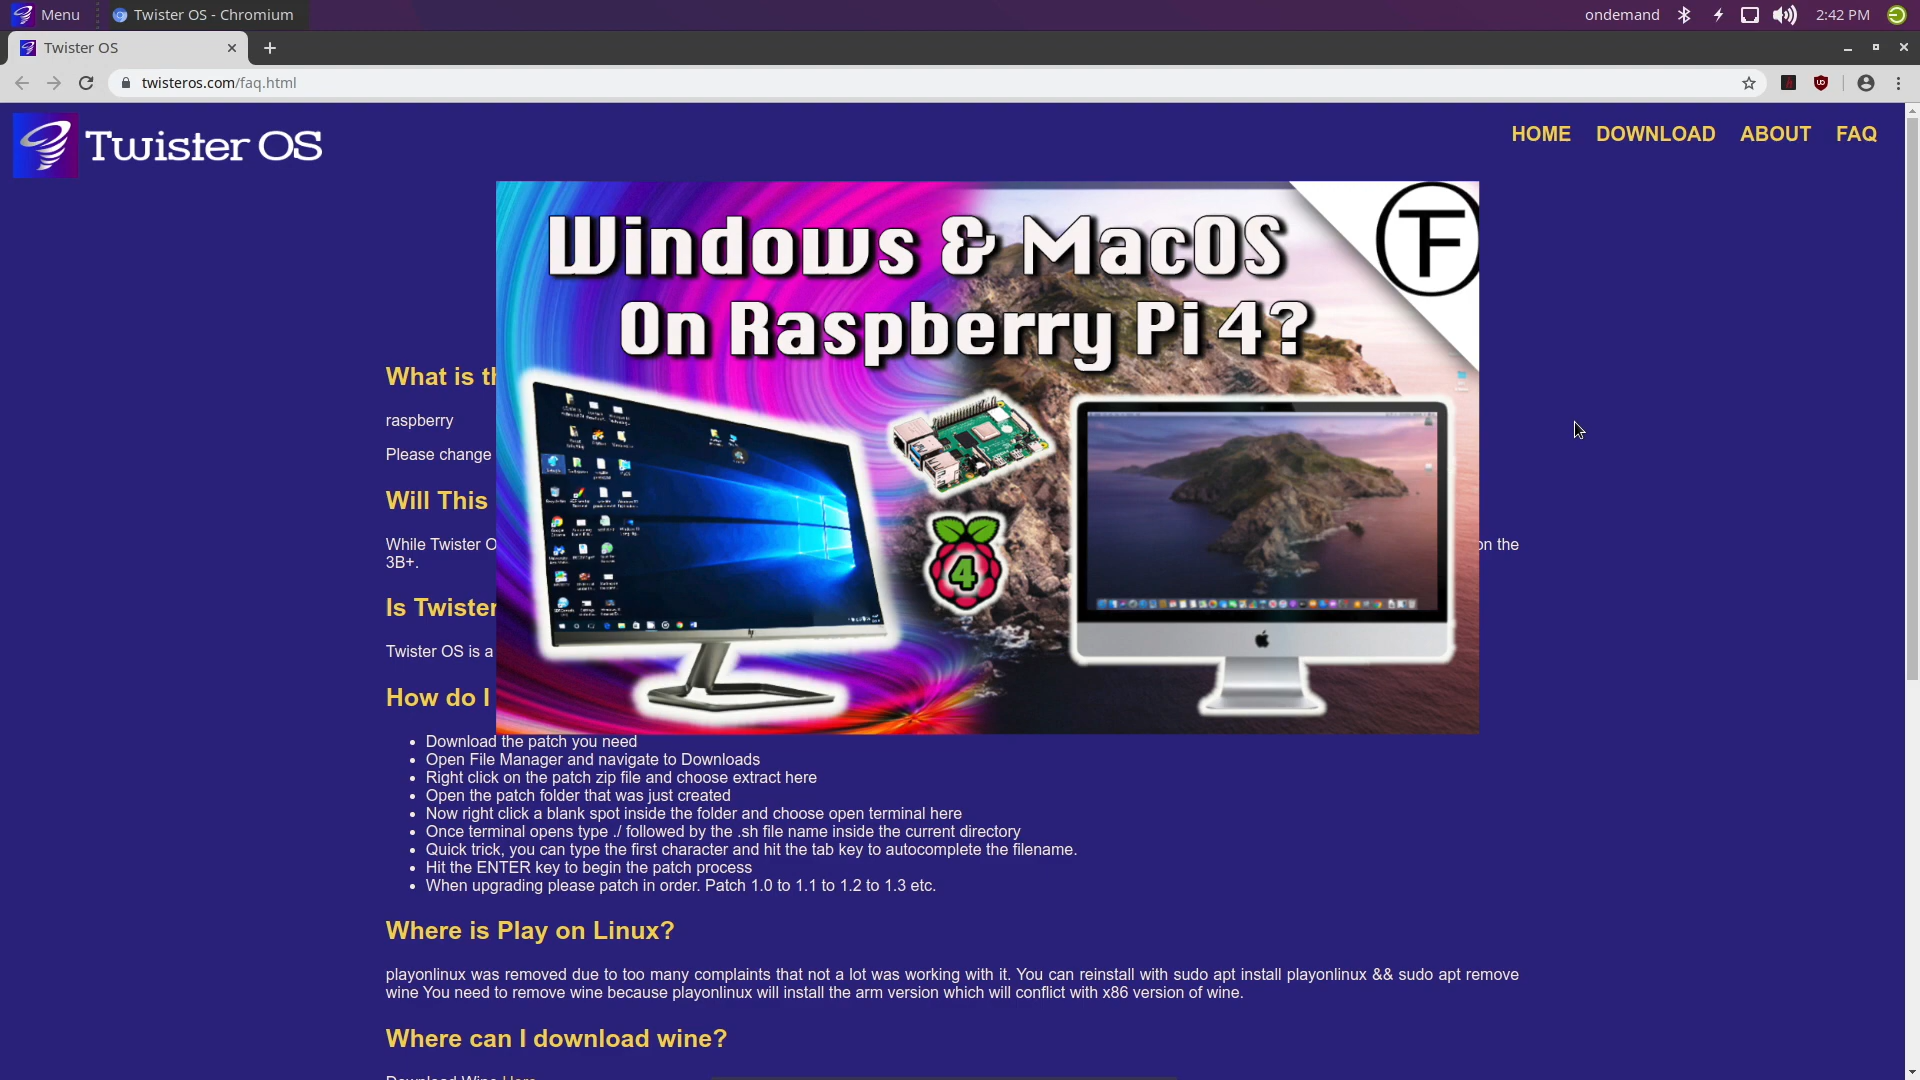 Menu
Twister OS - Chromium
ondemand
2:42 PM
Twister OS
twisteros.com/faq.html
Twister OS
HOME
DOWNLOAD
ABOUT
FAQ
Windows & MacOS
On Raspberry Pi 4?
TF
4
What is th
raspberry
Please change
Will This
While Twister O
on the
3B+.
Is Twister
Twister OS is a
How do I
• Download the patch you need
• Open File Manager and navigate to Downloads
• Right click on the patch zip file and choose extract here
• Open the patch folder that was just created
• Now right click a blank spot inside the folder and choose open terminal here
• Once terminal opens type ./ followed by the .sh file name inside the current directory
• Quick trick, you can type the first character and hit the tab key to autocomplete the filename.
• Hit the ENTER key to begin the patch process
• When upgrading please patch in order. Patch 1.0 to 1.1 to 1.2 to 1.3 etc.
Where is Play on Linux?
playonlinux was removed due to too many complaints that not a lot was working with it. You can reinstall with sudo apt install playonlinux && sudo apt remove
wine You need to remove wine because playonlinux will install the arm version which will conflict with x86 version of wine.
Where can I download wine?
Download Wine Here